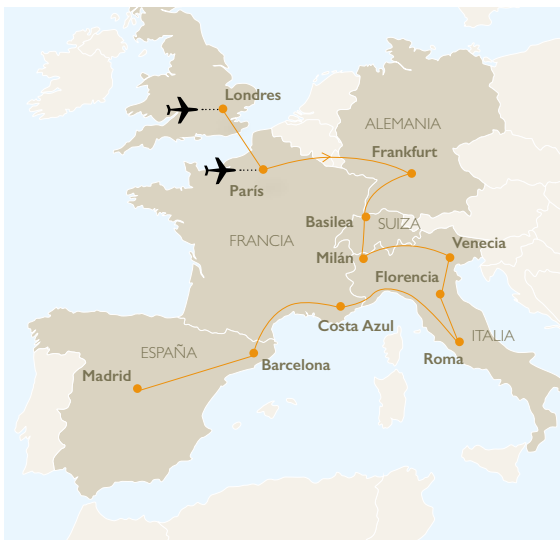 Londres
ALEMANIA
Frankfurt
París
Basilea
SUIZA
FRANCIA
Venecia
Milán
Florencia
Costa Azul
ITALIA
ESPAÑA
Roma
Barcelona
Madrid